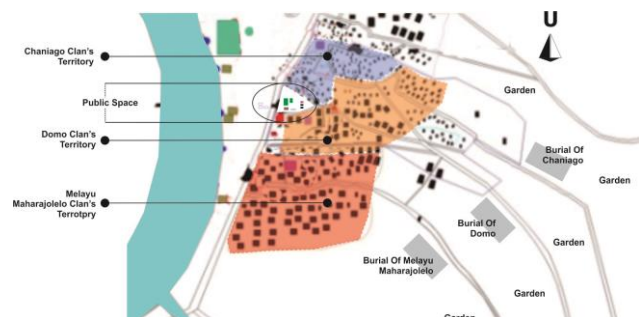 U
Chaniago Clan's
Territory
Public Space
Domo Clan's
Territory
Melayu
Maharajolelo Clan's
Terrotpry
Garden
Burial Of
Chaniago
Garden
Burial Of
Domo
Garden
Burial Of Melayu
Maharajolelo
Garden
Garden